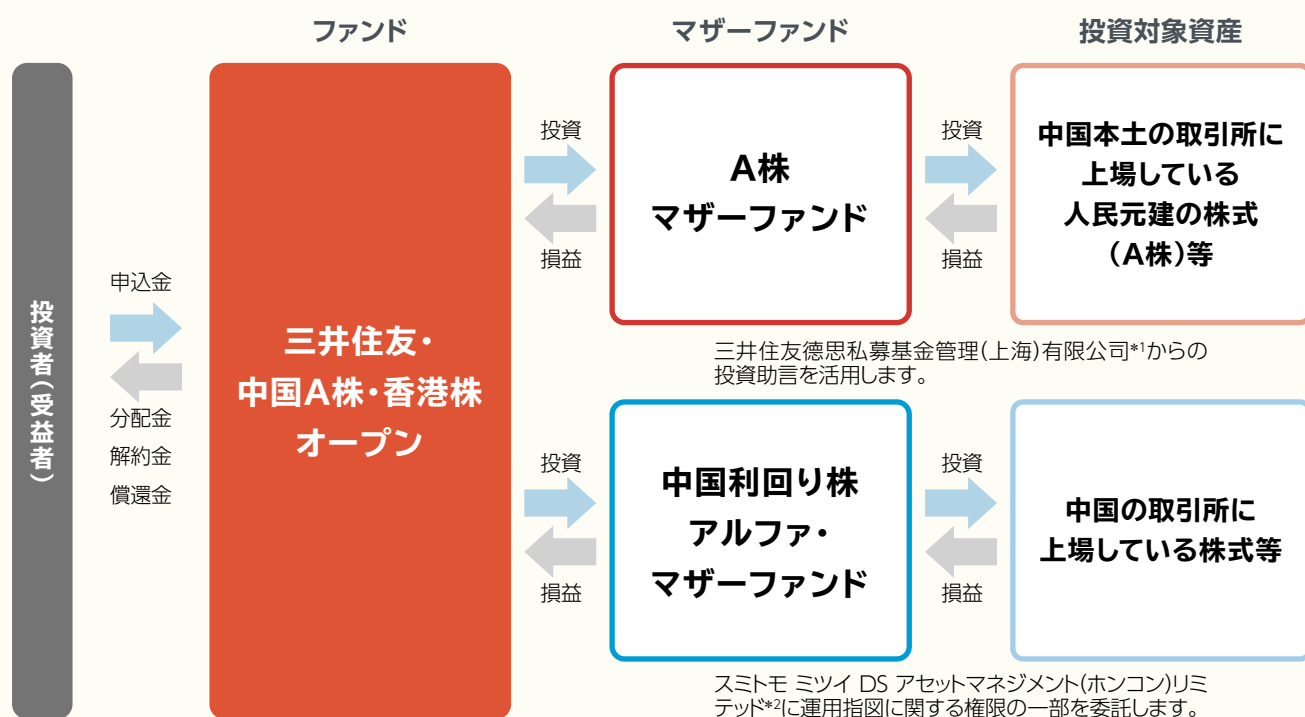 ファンド
マザーファンド
投資対象資産
投資者(受益者)
申込金
分配金
解約金
償還金
三井住友・
中国A株・香港株
オープン
投資
損益
A株
マザーファンド
投資
損益
中国本土の取引所に
上場している
人民元建の株式
(A株)等
三井住友德思私募基金管理(上海)有限公司*1からの
投資助言を活用します。
投資
損益
中国利回り株
アルファ・
マザーファンド
投資
損益
中国の取引所に
上場している株式等
スミトモ ミツイ DS アセットマネジメント(ホンコン)リミ
テッド*2に運用指図に関する権限の一部を委託します。